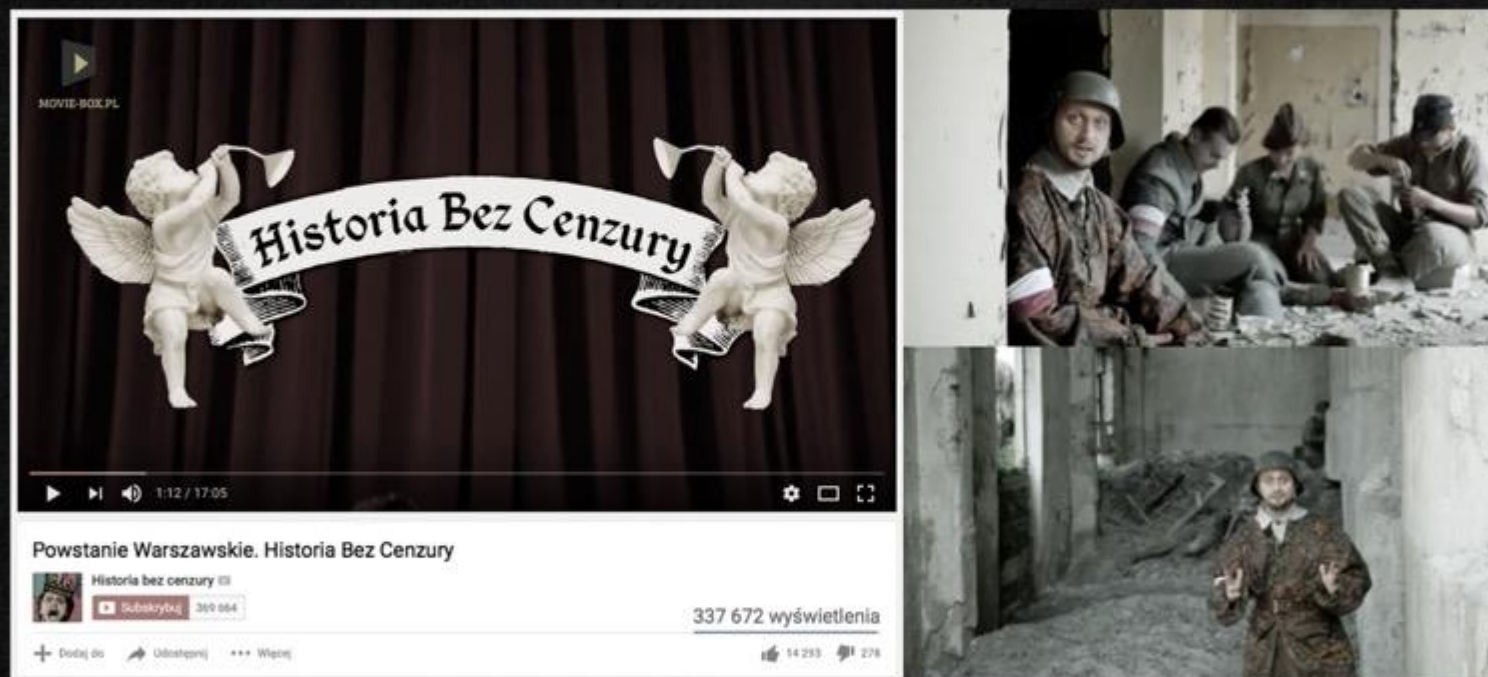 MOVIE-BOX.PL
Historia Bez Cenzury
1:12 / 17:05
Powstanie Warszawskie. Historia Bez Cenzury
Historia bez cenzury
Subskrybuj 369 664
337 672 wyświetlenia
Dodaj do Udostępnij Więcej
14 293 276